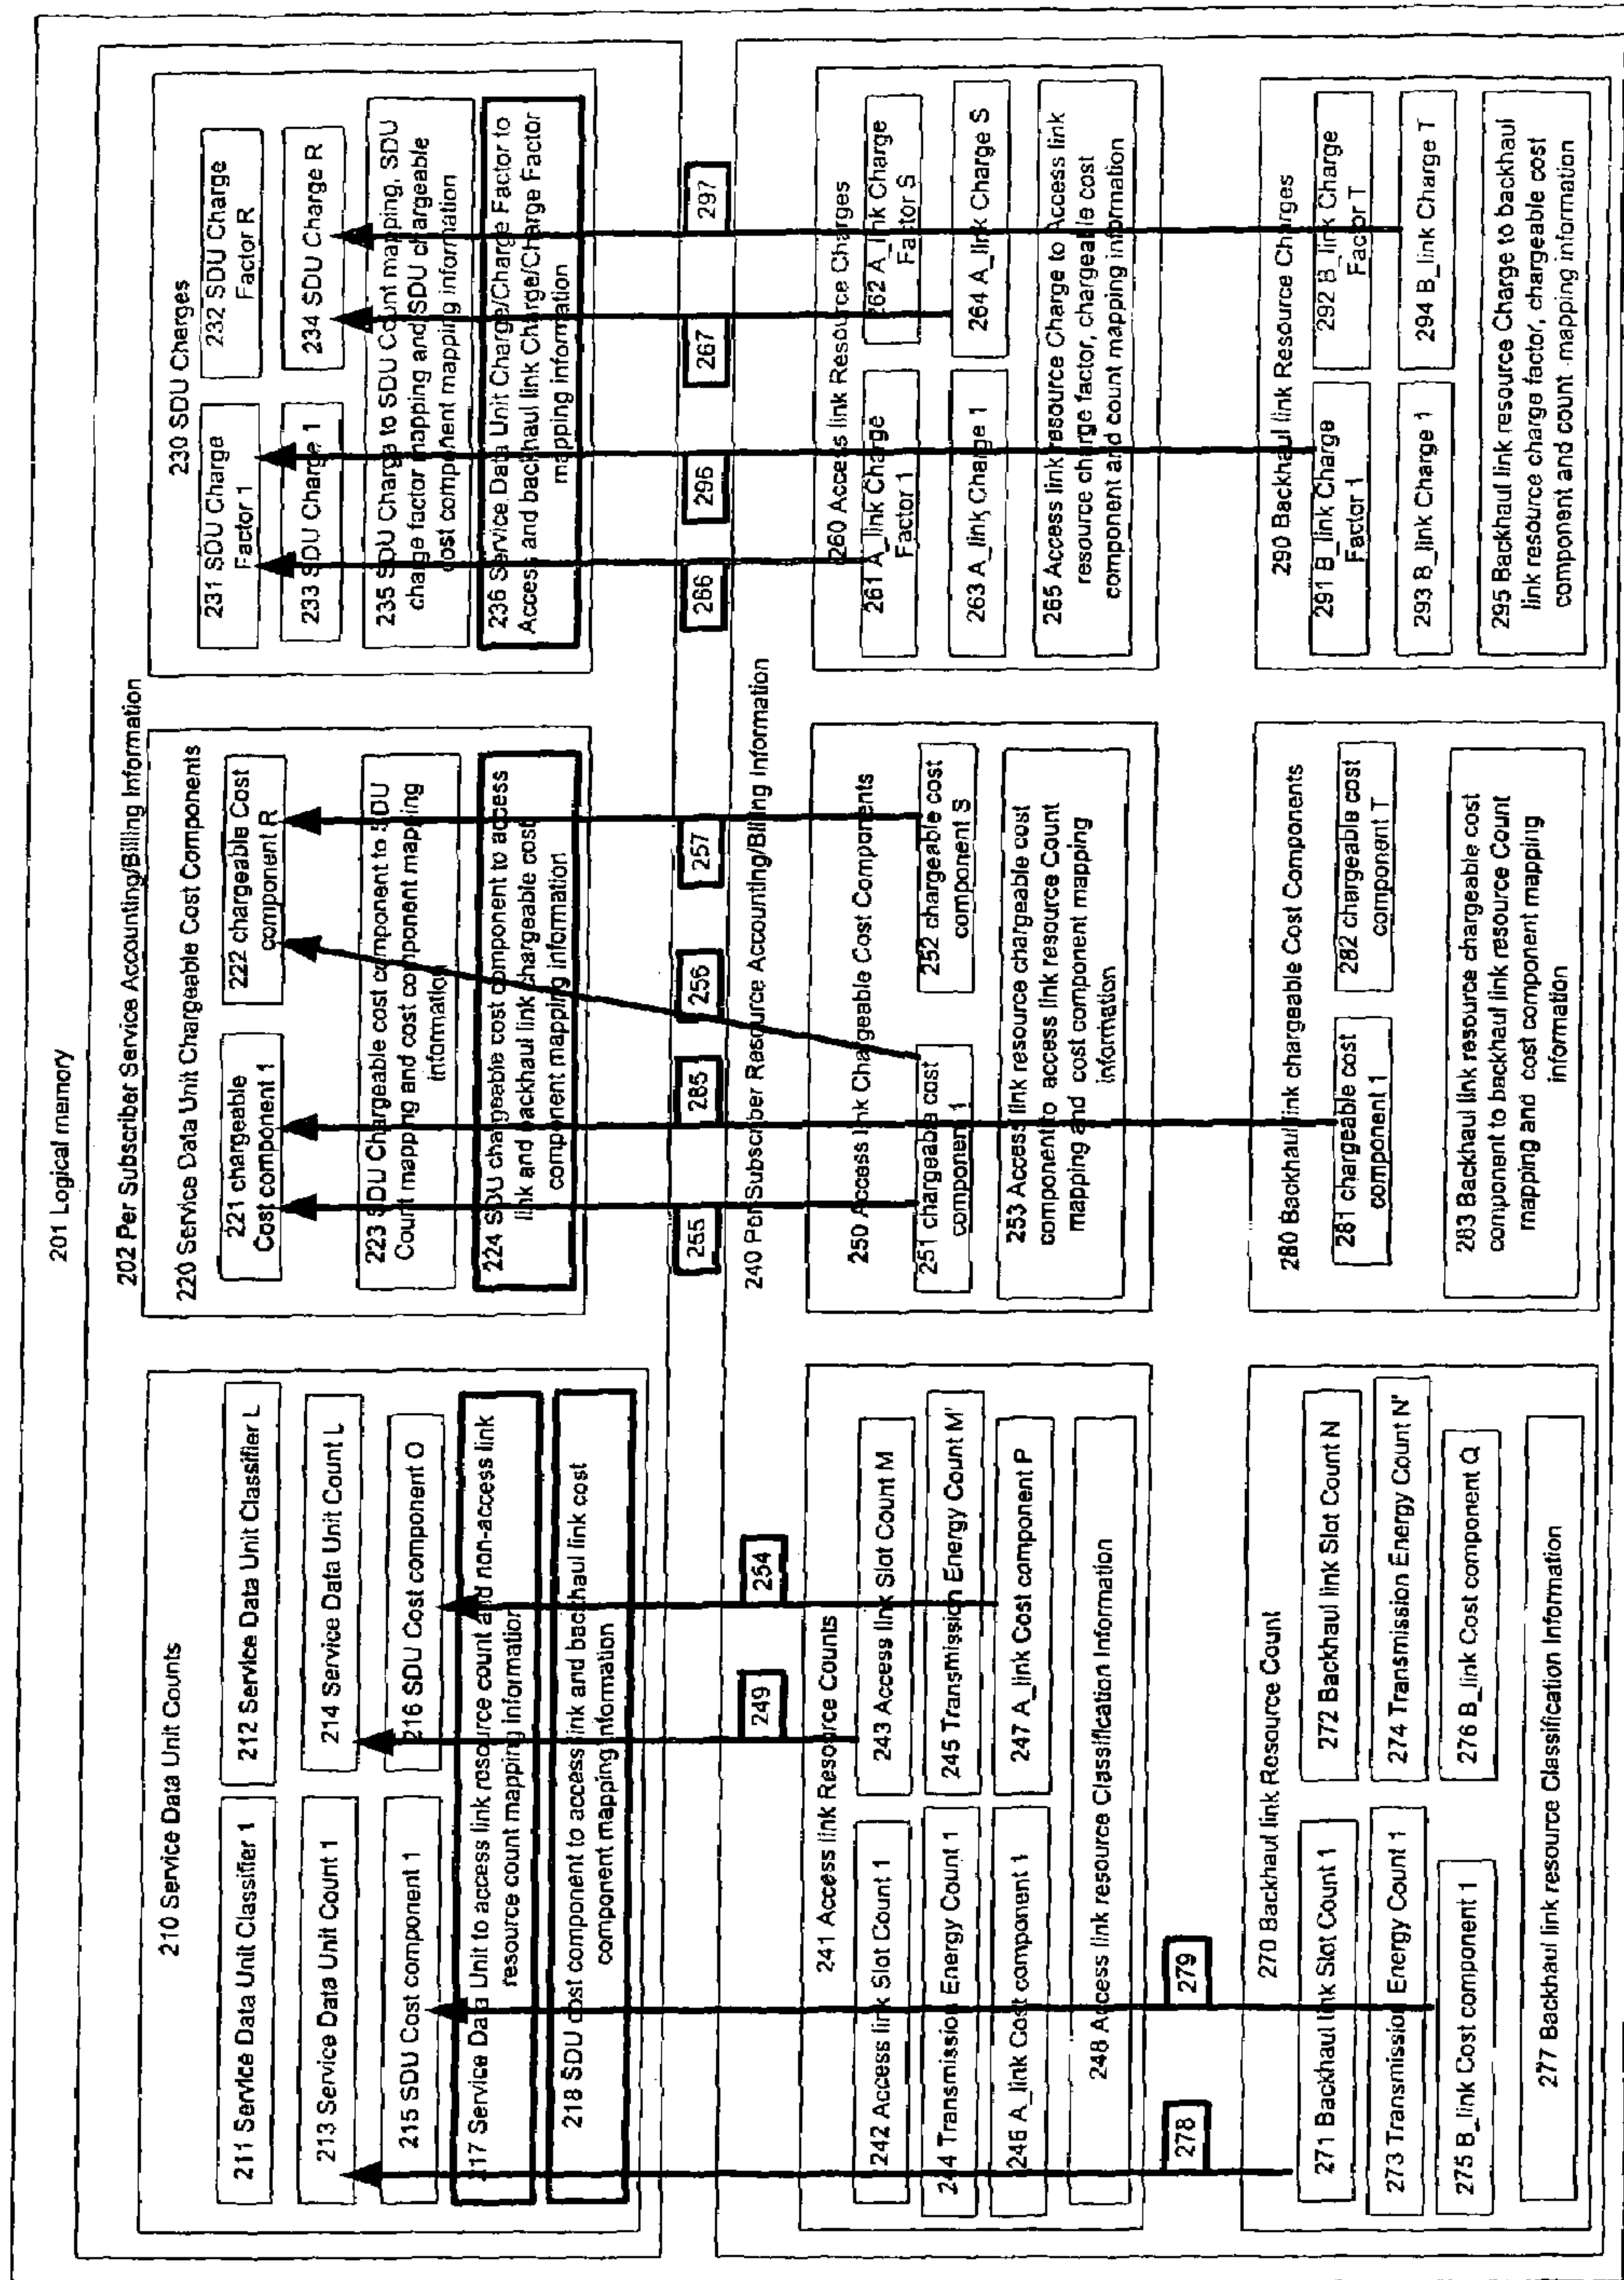 201 Logical memory
202 Per Subscriber Service Accounting/Billing Information
210 Service Data Unit Counts
211 Service Data Unit Classifier 1
212 Service Data Unit Classifier L
213 Service Data Unit Count 1
214 Service Data Unit Count L
215 SDU Cost component 1
216 SDU Cost component O
217 Service Data Unit to access link resource count and non-access link
resource count mapping information
218 SDU cost component to access link and backhaul link cost
component mapping information
220 Service Data Unit Chargeable Cost Components
221 chargeable
Cost component 1
222 chargeable Cost
component R
223 SDU Chargeable cost component to SDU
Count mapping and cost component mapping
information
224 SDU chargeable cost component to access
link and backhaul link chargeable cost
component mapping information
230 SDU Charges
231 SDU Charge
Factor 1
232 SDU Charge
Factor R
233 SDU Charge 1
234 SDU Charge R
235 SDU Charge to SDU Count mapping, SDU
charge factor mapping and SDU chargeable
cost component mapping information
236 Service Data Unit Charge/Charge Factor to
Access and backhaul link Charge/Charge Factor
mapping information
249
254
255
285
256
257
266
296
267
297
240 Per Subscriber Resource Accounting/Billing Information
241 Access link Resource Counts
242 Access link Slot Count 1
243 Access link Slot Count M
244 Transmission Energy Count 1
245 Transmission Energy Count M'
246 A_link Cost component 1
247 A_link Cost component P
248 Access link resource Classification Information
250 Access link Chargeable Cost Components
251 chargeabel cost
component 1
252 chargeable cost
component S
253 Access link resource chargeable cost
component to access link resource Count
mapping and cost component mapping
information
260 Access link Resource Charges
261 A_link Charge
Factor 1
262 A_link Charge
Factor S
263 A_link Charge 1
264 A_link Charge S
265 Access link resource Charge to Access link
resource charge factor, chargeable cost
component and count mapping information
278
279
270 Backhaul link Resource Count
271 Backhaul link Slot Count 1
272 Backhaul link Slot Count N
273 Transmission Energy Count 1
274 Transmission Energy Count N'
275 B_link Cost component 1
276 B_link Cost component Q
277 Backhaul link resource Classification Information
280 Backhaul link chargeable Cost Components
281 chargeable cost
component 1
282 chargeable cost
component T
283 Backhaul link resource chargeable cost
component to backhaul link resource Count
mapping and cost component mapping
information
290 Backhaul link Resource Charges
291 B_link Charge
Factor 1
292 B_link Charge
Factor T
293 B_link Charge 1
294 B_link Charge T
295 Backhaul link resource Charge to backhaul
link resource charge factor, chargeable cost
component and count mapping information